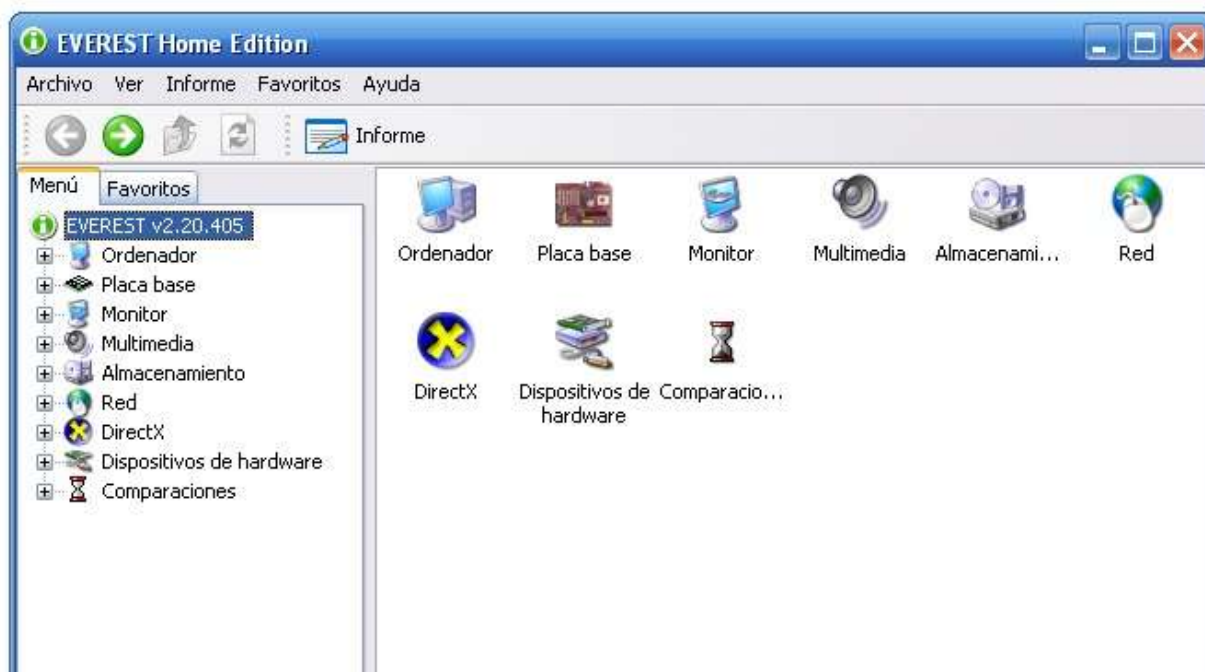 EVEREST Home Edition
Archivo Ver Informe Favoritos Ayuda
Informe
Menú Favoritos
EVEREST v2.20.405
Ordenador
Placa base
Monitor
Multimedia
Almacenamiento
Red
DirectX
Dispositivos de hardware
Comparaciones
Ordenador Placa base Monitor Multimedia Almacenami... Red
DirectX Dispositivos de hardware Comparacio...